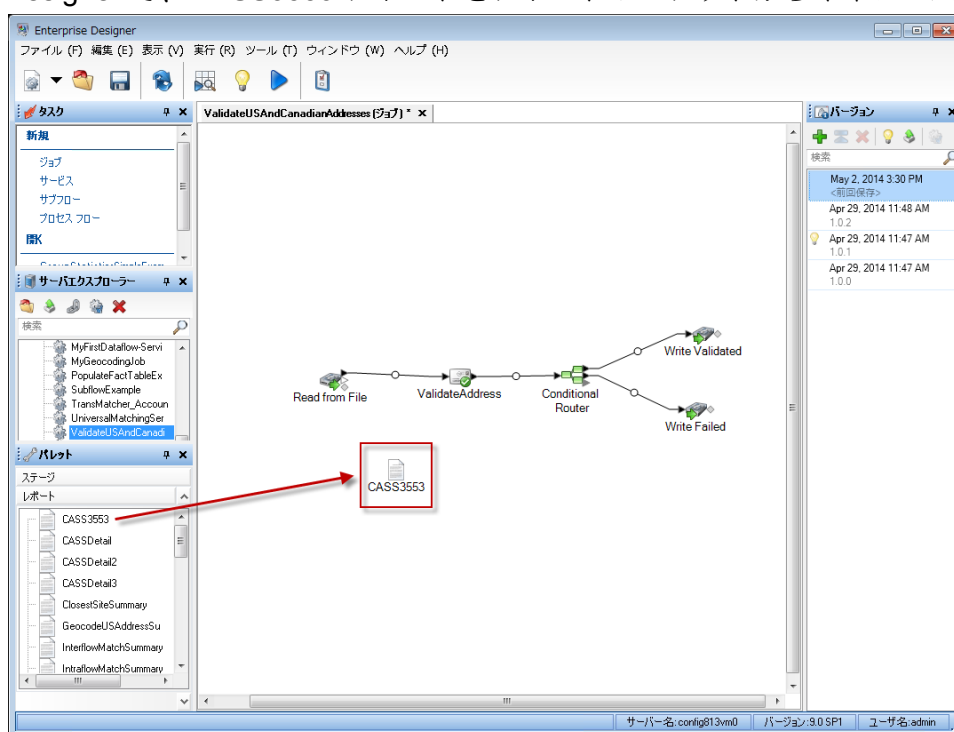 Enterprise Designer
ファイル (F) 編集 (E) 表示 (V) 実行 (R) ツール (T) ウィンドウ (W) ヘルプ (H)
タスク
新規
ジョブ
サービス
サブフロー
プロセス フロー
開く
サーバエクスプローラー
検索
MyFirstDataflow-Servi
MyGeocodingJob
PopulateFactTableEx
SubflowExample
TransMatcher_Accoun
UniversalMatchingSer
ValidateUSAndCanadi
パレット
ステージ
レポート
CASS3553
CASSDetail
CASSDetail2
CASSDetail3
ClosestSiteSummary
GeocodeUSAddressSu
InterflowMatchSummary
IntraflowMatchSummary
ValidateUSAndCanadianAddresses (ジョブ) *
Read from File
ValidateAddress
Conditional
Router
Write Validated
Write Failed
CASS3553
バージョン
検索
May 2, 2014 3:30 PM
<前回保存>
Apr 29, 2014 11:48 AM
1.0.2
Apr 29, 2014 11:47 AM
1.0.1
Apr 29, 2014 11:47 AM
1.0.0
サーバー名: config813vm0
バージョン:9.0 SP1
ユーザ名:admin